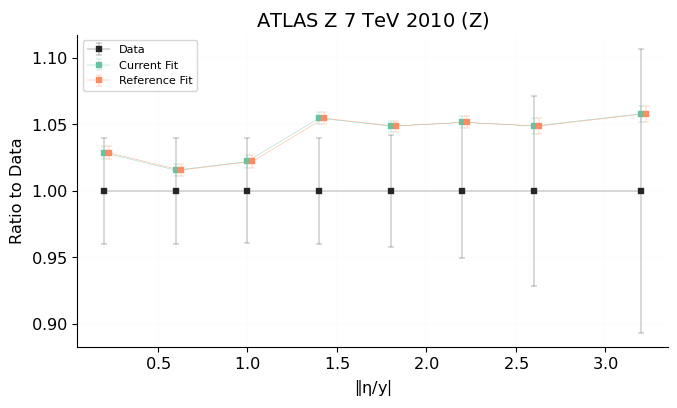 ATLAS Z 7 TeV 2010 (Z)
Data
Current Fit
Reference Fit
Ratio to Data
1.10
1.05
1.00
0.95
0.90
0.5
1.0
1.5
2.0
2.5
3.0
‖η/y|